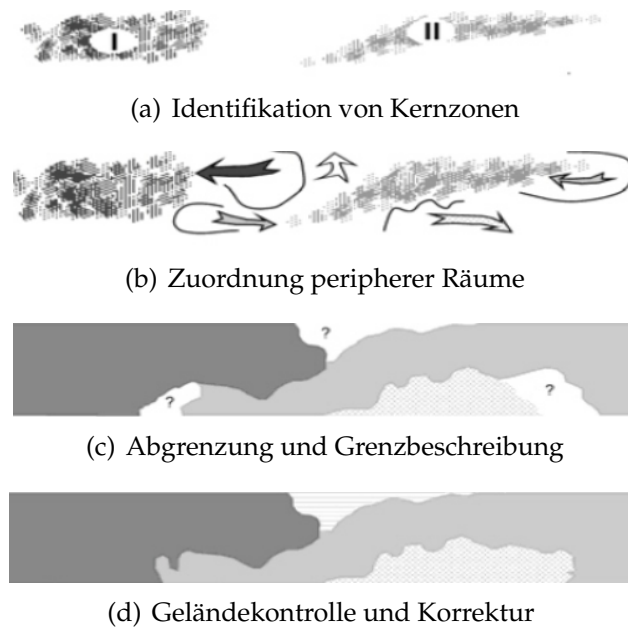 I
II
(a) Identifikation von Kernzonen
(b) Zuordnung peripherer Räume
?
?
?
(c) Abgrenzung und Grenzbeschreibung
(d) Geländekontrolle und Korrektur